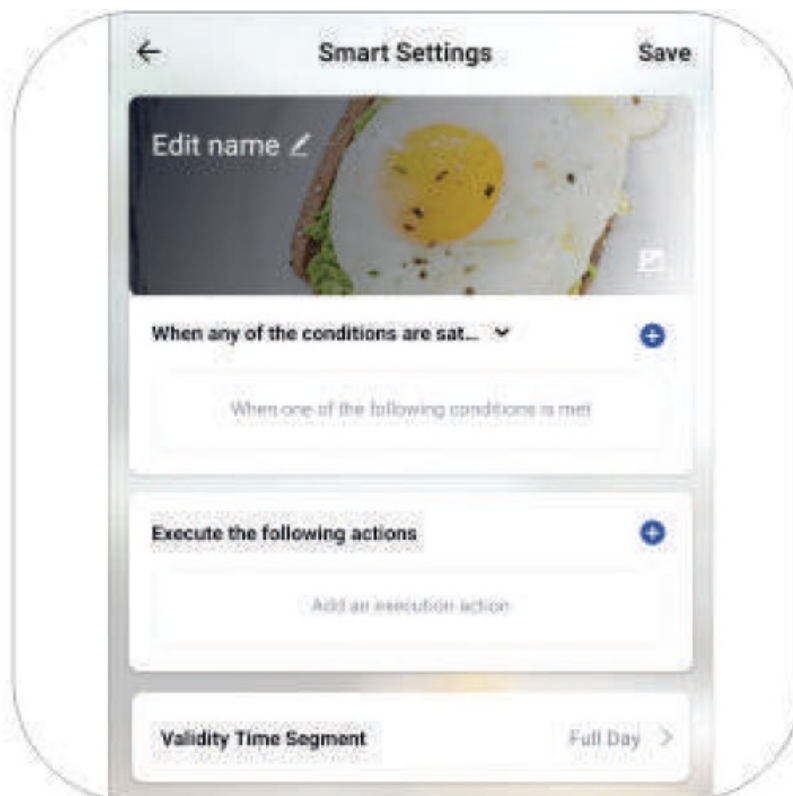 Smart Settings
Save
Edit name
When any of the conditions are sat...
When one of the following conditions is met
Execute the following actions
Add an execution action
Validity Time Segment
Full Day